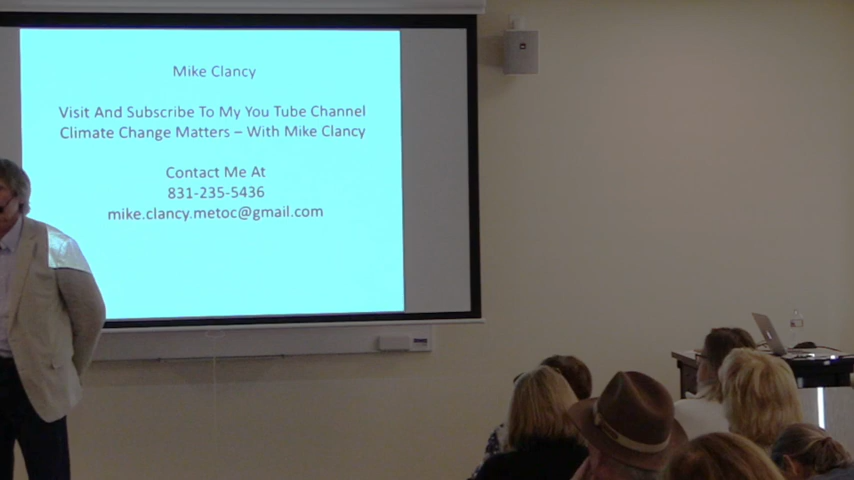 Mike Clancy
Visit And Subscribe To My You Tube Channel
Climate Change Matters – With Mike Clancy
Contact Me At
831-235-5436
mike.clancy.metoc@gmail.com